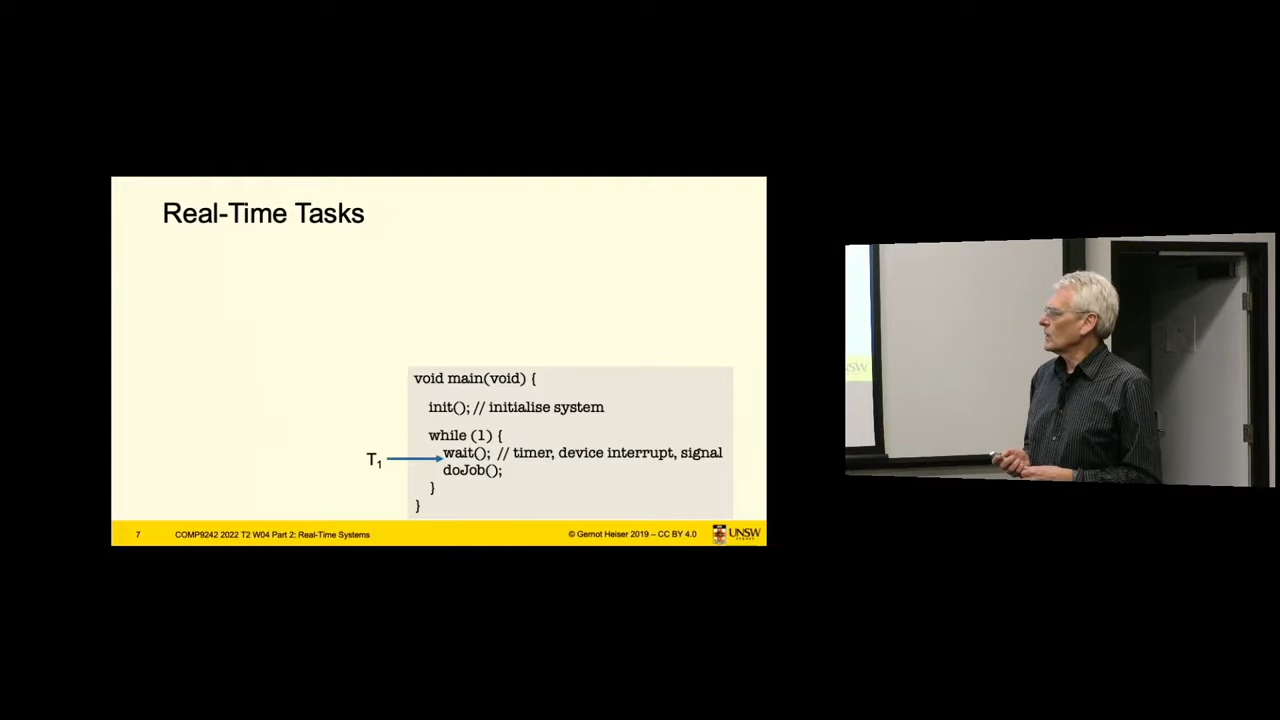 Real-Time Tasks
void main(void) {
init(); // initialise system
while (1) {
T1
wait(); // timer, device interrupt, signal
doJob();
}
}
7
COMP9242 2022 T2 W04 Part 2: Real-Time Systems
© Gernot Heiser 2019 – CC BY 4.0
UNSW